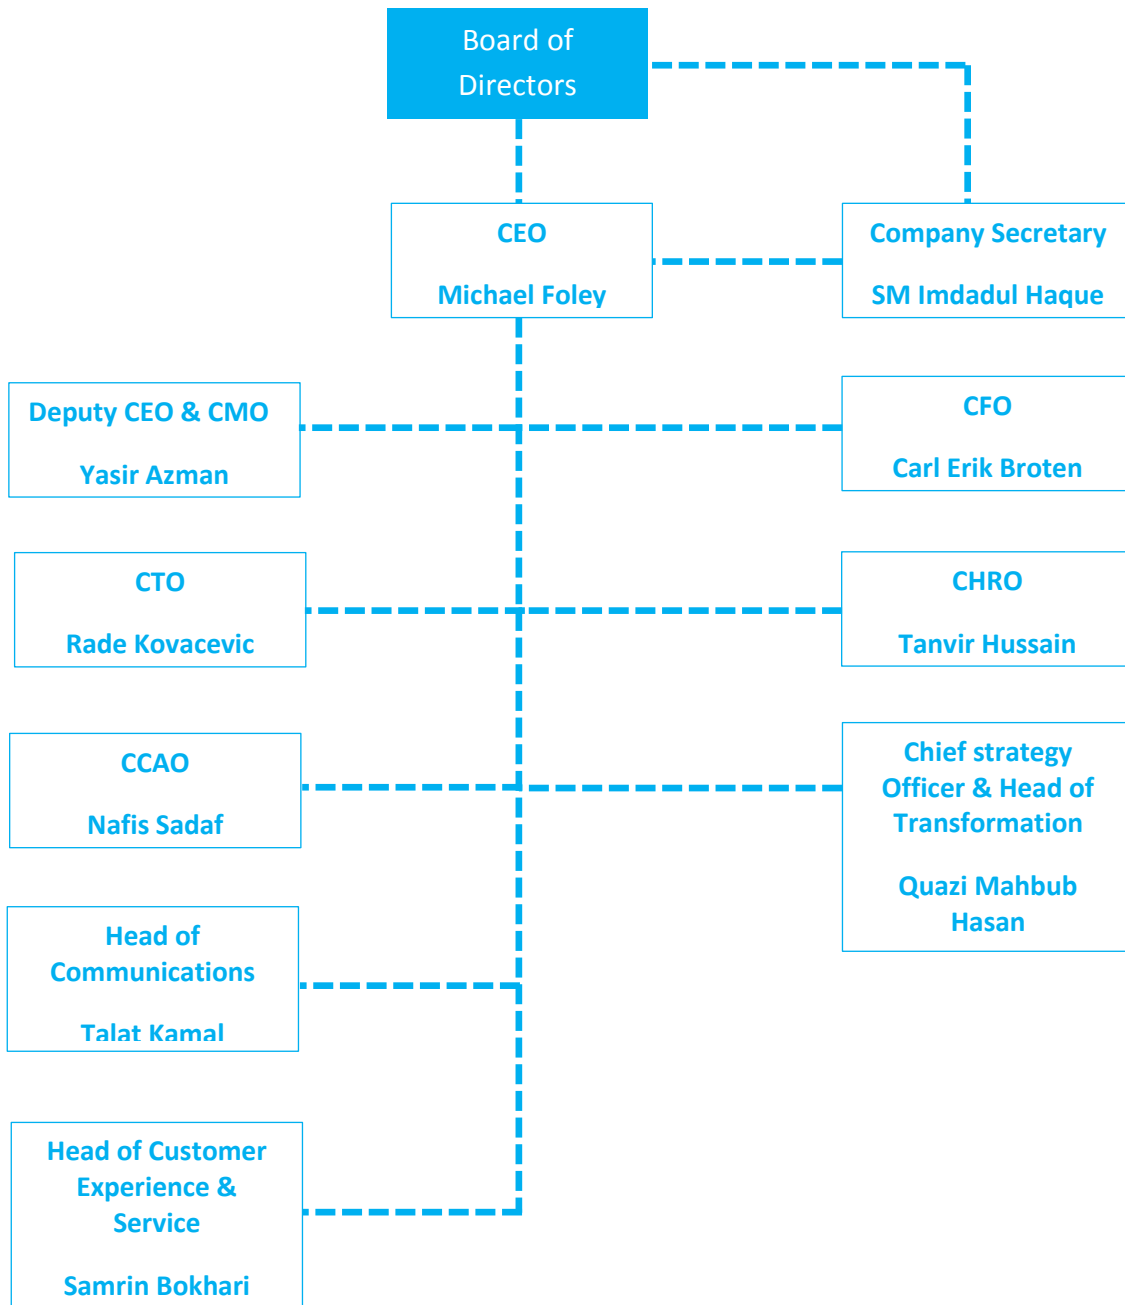 Board of
Directors
CEO
Michael Foley
Company Secretary
SM Imdadul Haque
Deputy CEO & CMO
Yasir Azman
CFO
Carl Erik Broten
CTO
Rade Kovacevic
CHRO
Tanvir Hussain
CCAO
Nafis Sadaf
Chief strategy
Officer & Head of
Transformation
Quazi Mahbub
Hasan
Head of
Communications
Talat Kamal
Head of Customer
Experience &
Service
Samrin Bokhari